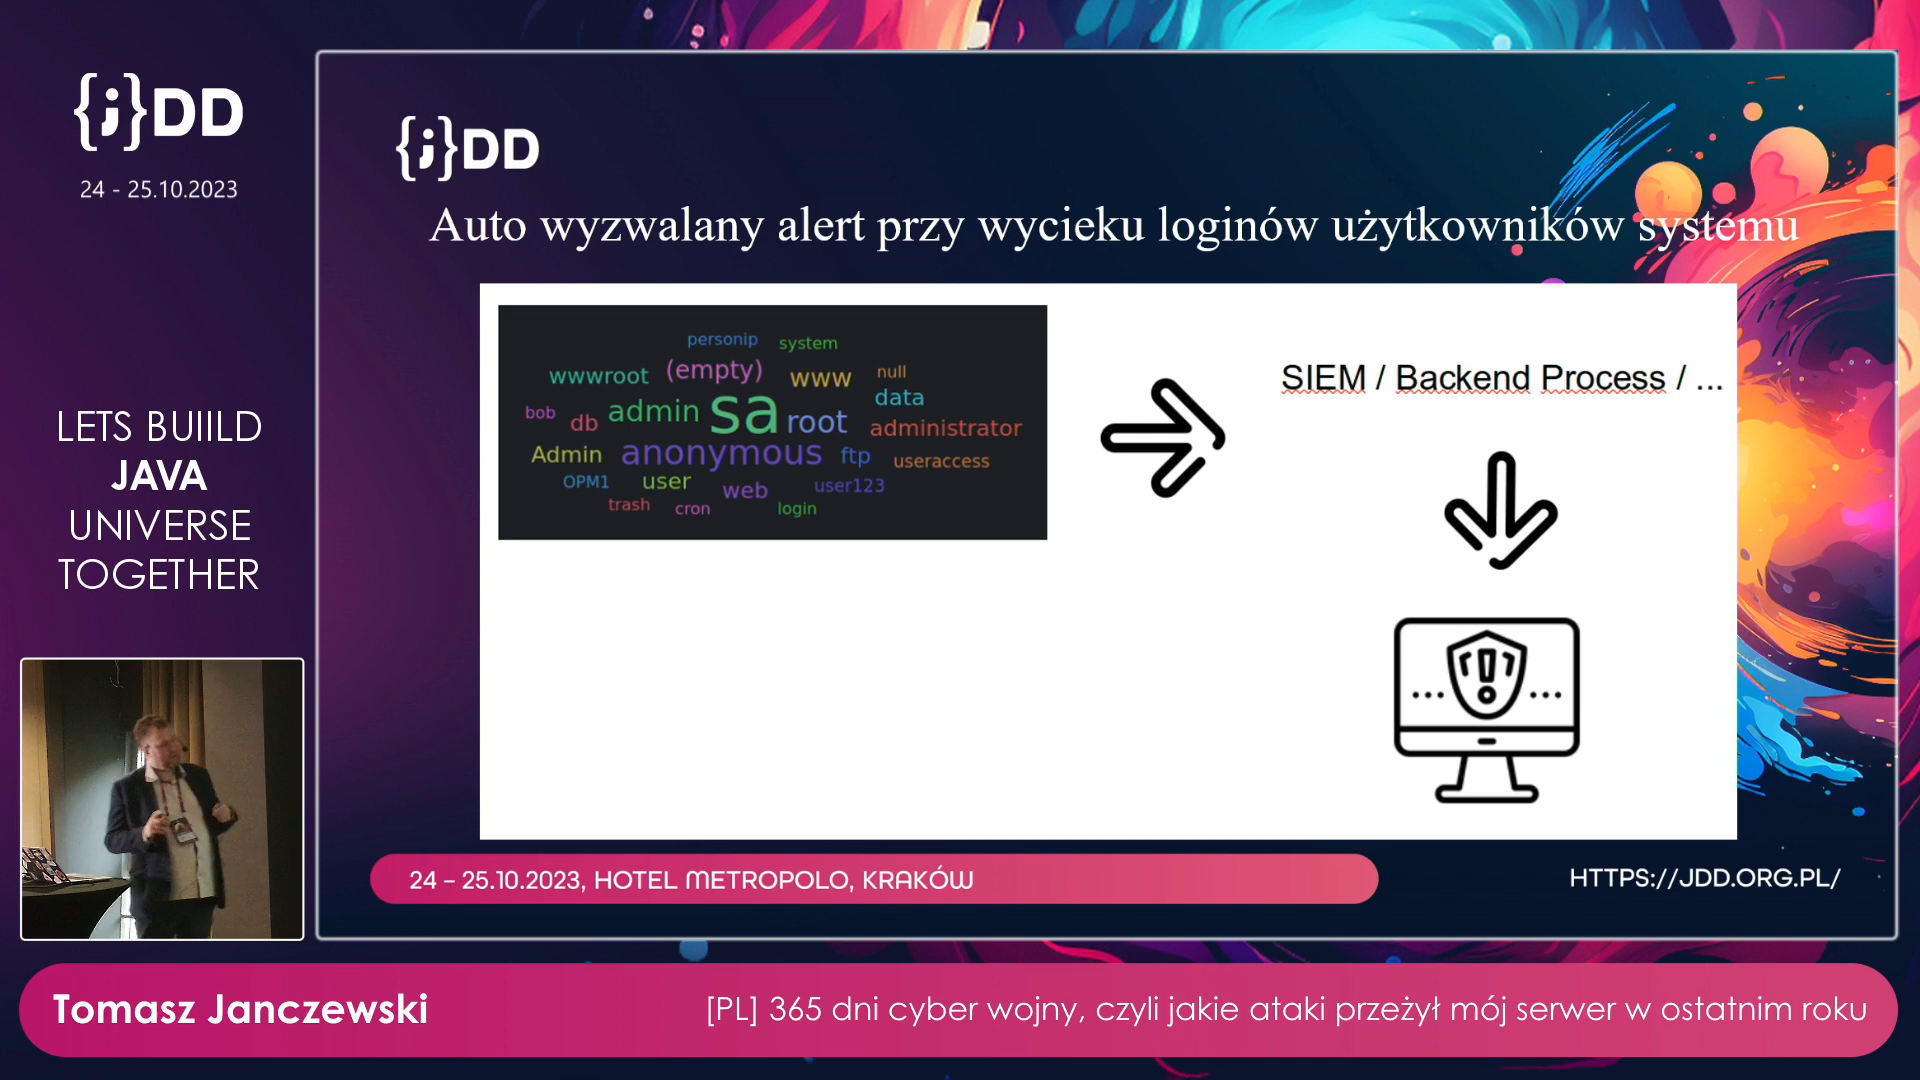 {j}DD
24 - 25.10.2023
LETS BUIILD
JAVA
UNIVERSE
TOGETHER
{j}DD
Auto wyzwalany alert przy wycieku loginów użytkowników systemu
personip system
wwwroot (empty) www null
bob db admin sa root data
administrator
Admin anonymous ftp useraccess
OPM1 user web user123
trash cron login
SIEM / Backend Process / ...
24 – 25.10.2023, HOTEL METROPOLO, KRAKÓW
HTTPS://JDD.ORG.PL/
Tomasz Janczewski
[PL] 365 dni cyber wojny, czyli jakie ataki przeżył mój serwer w ostatnim roku